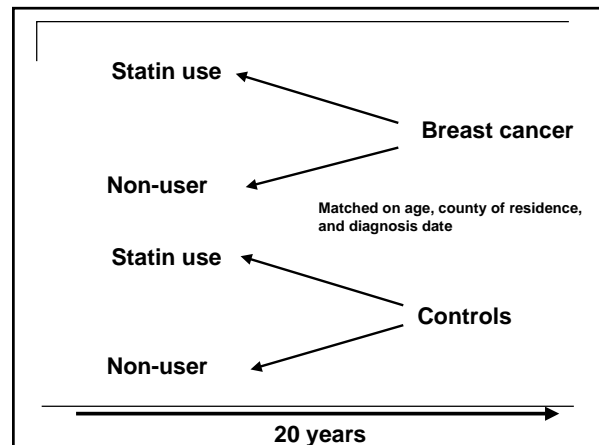 Statin use
Breast cancer
Non-user
Matched on age, county of residence,
and diagnosis date
Statin use
Controls
Non-user
20 years